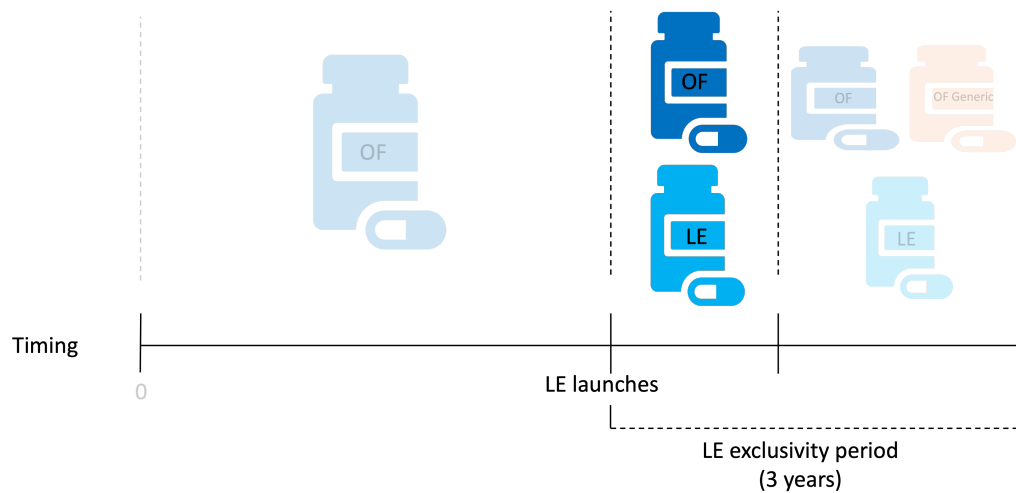 OF
OF
LE
OF
OF Generic
LE
Timing
0
LE launches
LE exclusivity period
(3 years)